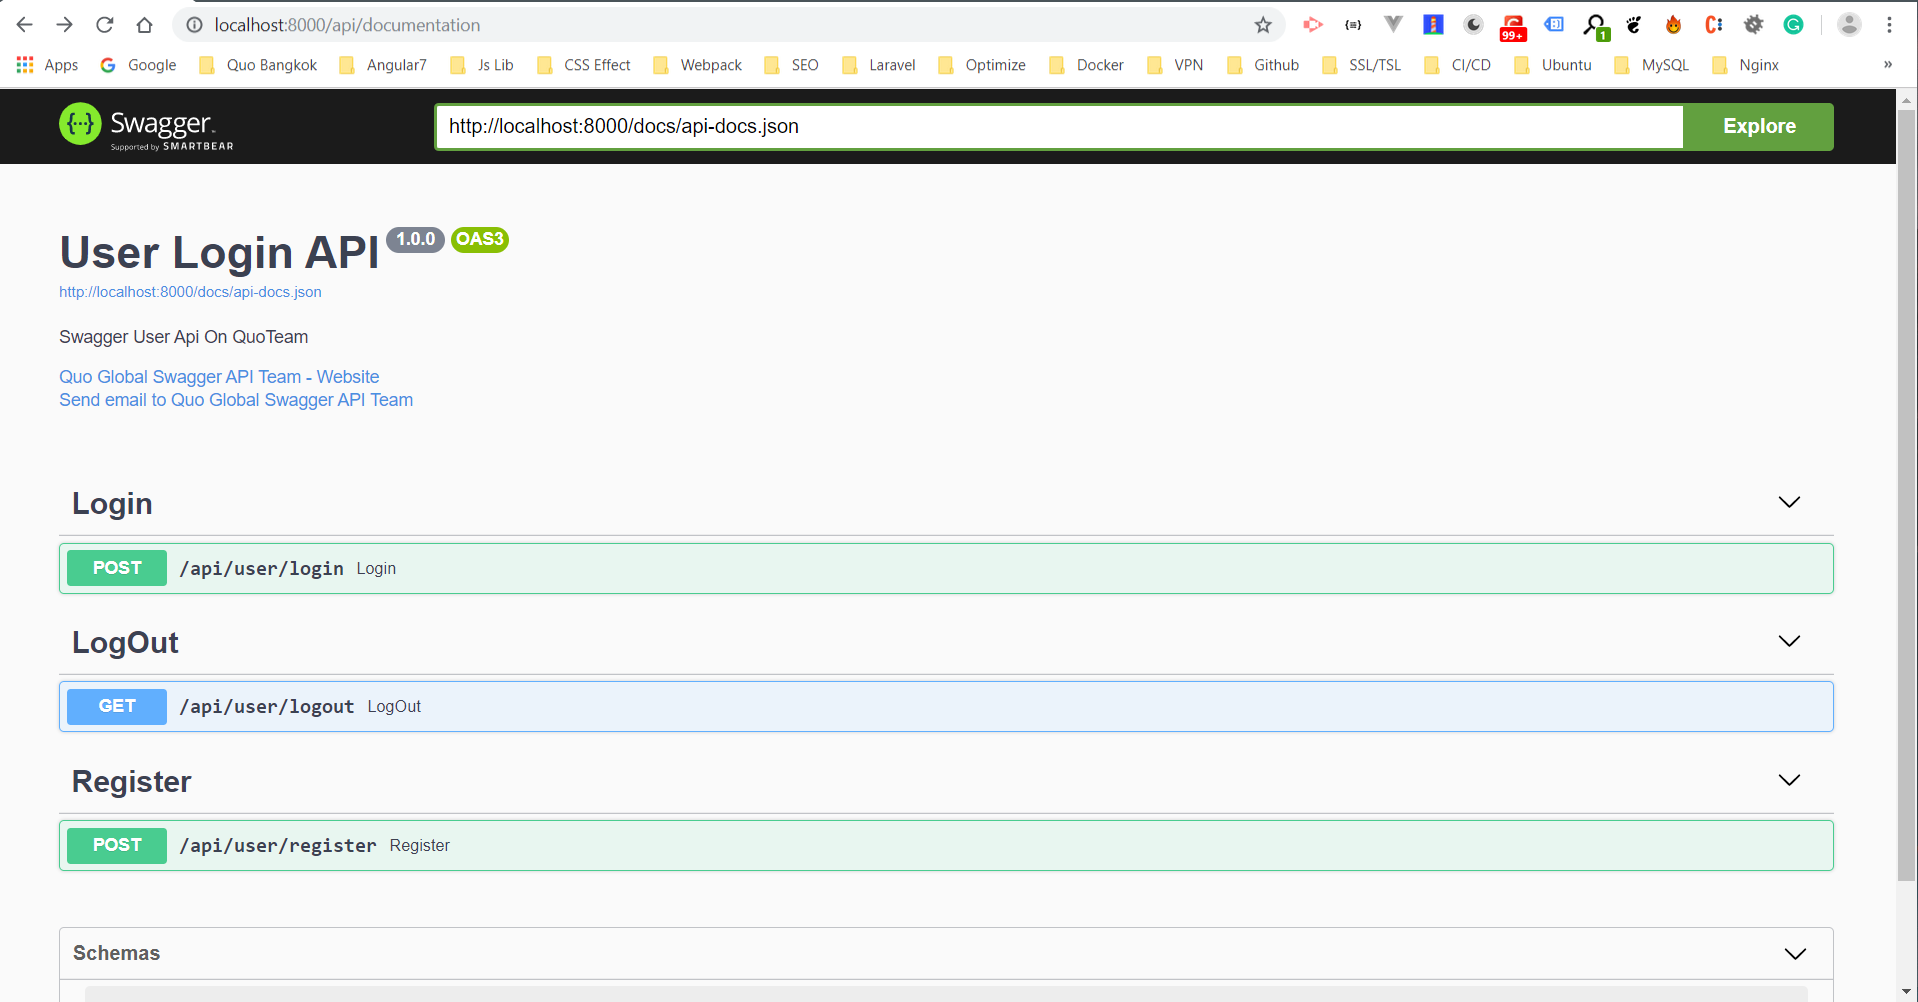 localhost:8000/api/documentation
99+
1
Apps Google Quo Bangkok Angular7 Js Lib CSS Effect Webpack SEO Laravel Optimize Docker VPN Github SSL/TSL CI/CD Ubuntu MySQL Nginx »
Swagger™
Supported by SMARTBEAR
http://localhost:8000/docs/api-docs.json Explore
User Login API 1.0.0 OAS3
http://localhost:8000/docs/api-docs.json
Swagger User Api On QuoTeam
Quo Global Swagger API Team - Website
Send email to Quo Global Swagger API Team
Login
POST /api/user/login Login
LogOut
GET /api/user/logout LogOut
Register
POST /api/user/register Register
Schemas